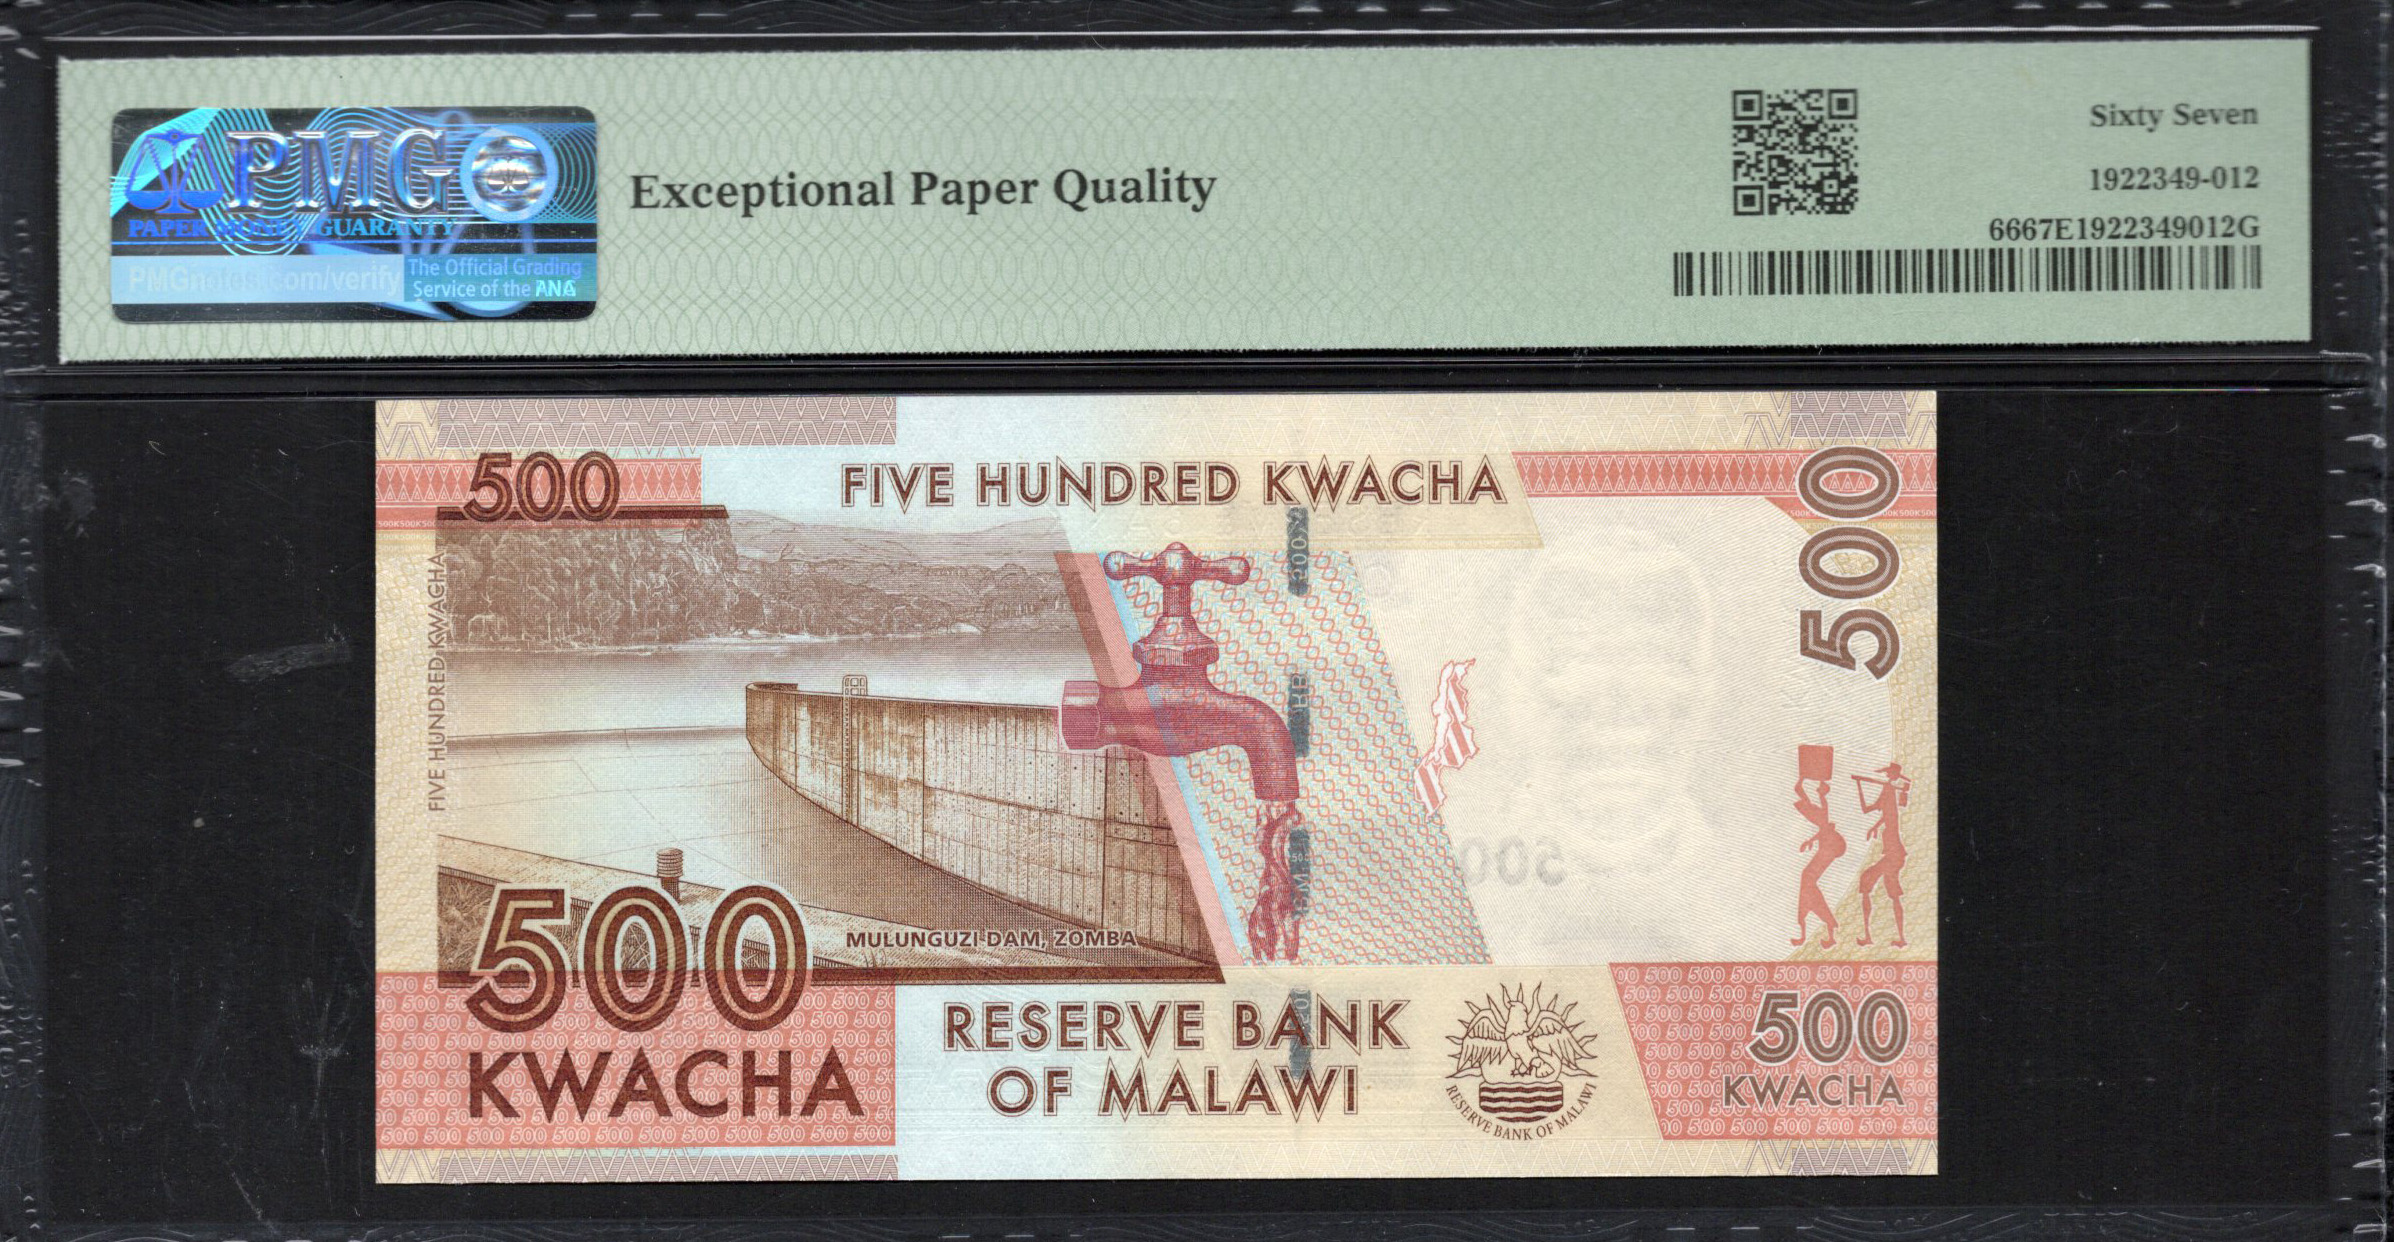 PMG
PAPER MONEY GUARANTY
PMGnotes.com/verify
The Official Grading
Service of the ANA
Exceptional Paper Quality
Sixty Seven
1922349-012
6667E1922349012G
500
FIVE HUNDRED KWACHA
500
FIVE HUNDRED KWACHA
500
MULUNGUZI DAM, ZOMBA
500
KWACHA
RESERVE BANK
OF MALAWI
RESERVE BANK OF MALAWI
500
KWACHA